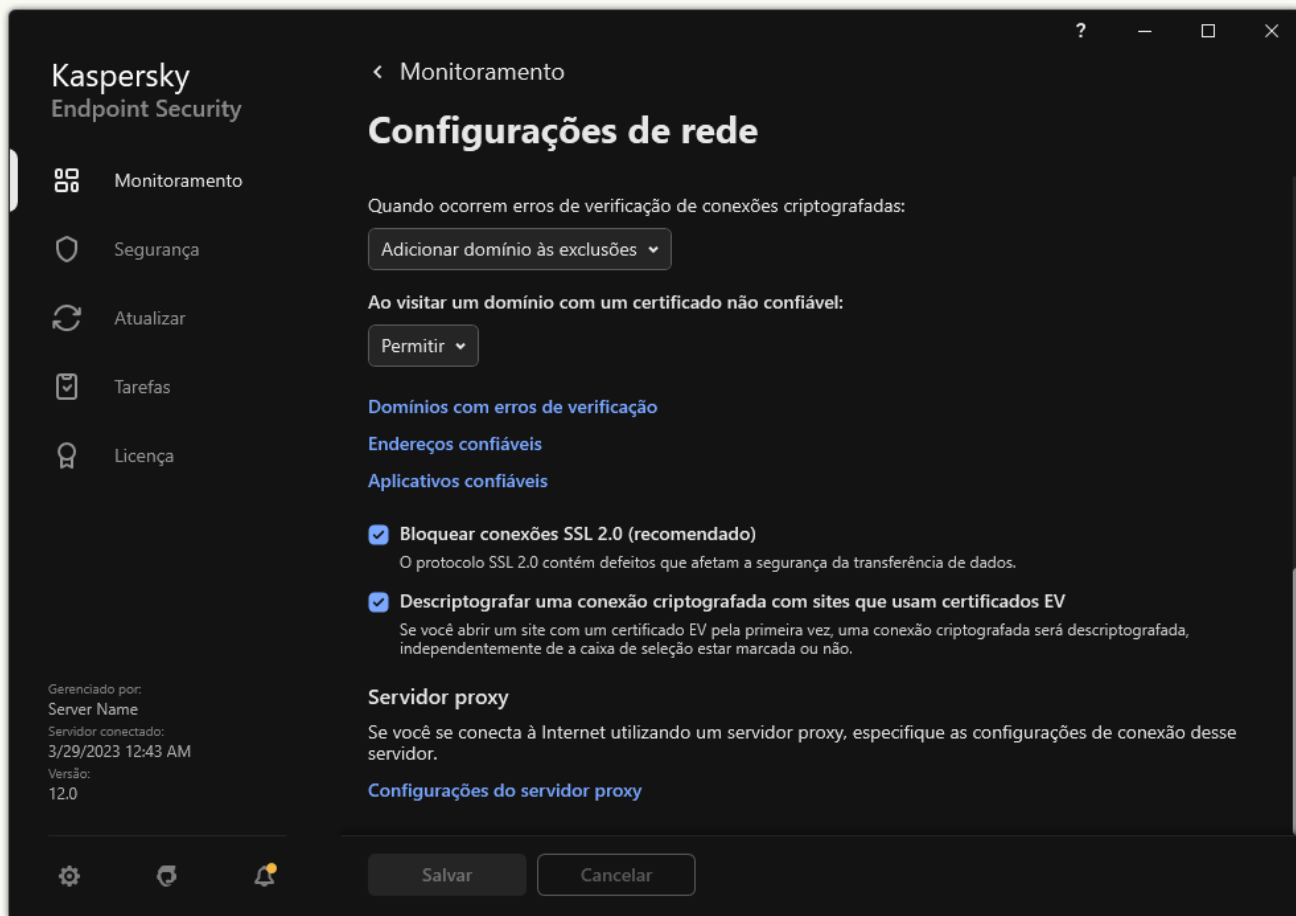 ?
Kaspersky
Endpoint Security
Monitoramento
Segurança
Atualizar
Tarefas
Licença
Gerenciado por:
Server Name
Servidor conectado:
3/29/2023 12:43 AM
Versão:
12.0
Monitoramento
Configurações de rede
Quando ocorrem erros de verificação de conexões criptografadas:
Adicionar domínio às exclusões
Ao visitar um domínio com um certificado não confiável:
Permitir
Domínios com erros de verificação
Endereços confiáveis
Aplicativos confiáveis
Bloquear conexões SSL 2.0 (recomendado)
O protocolo SSL 2.0 contém defeitos que afetam a segurança da transferência de dados.
Descriptografar uma conexão criptografada com sites que usam certificados EV
Se você abrir um site com um certificado EV pela primeira vez, uma conexão criptografada será descriptografada,
independentemente de a caixa de seleção estar marcada ou não.
Servidor proxy
Se você se conecta à Internet utilizando um servidor proxy, especifique as configurações de conexão desse
servidor.
Configurações do servidor proxy
Salvar
Cancelar